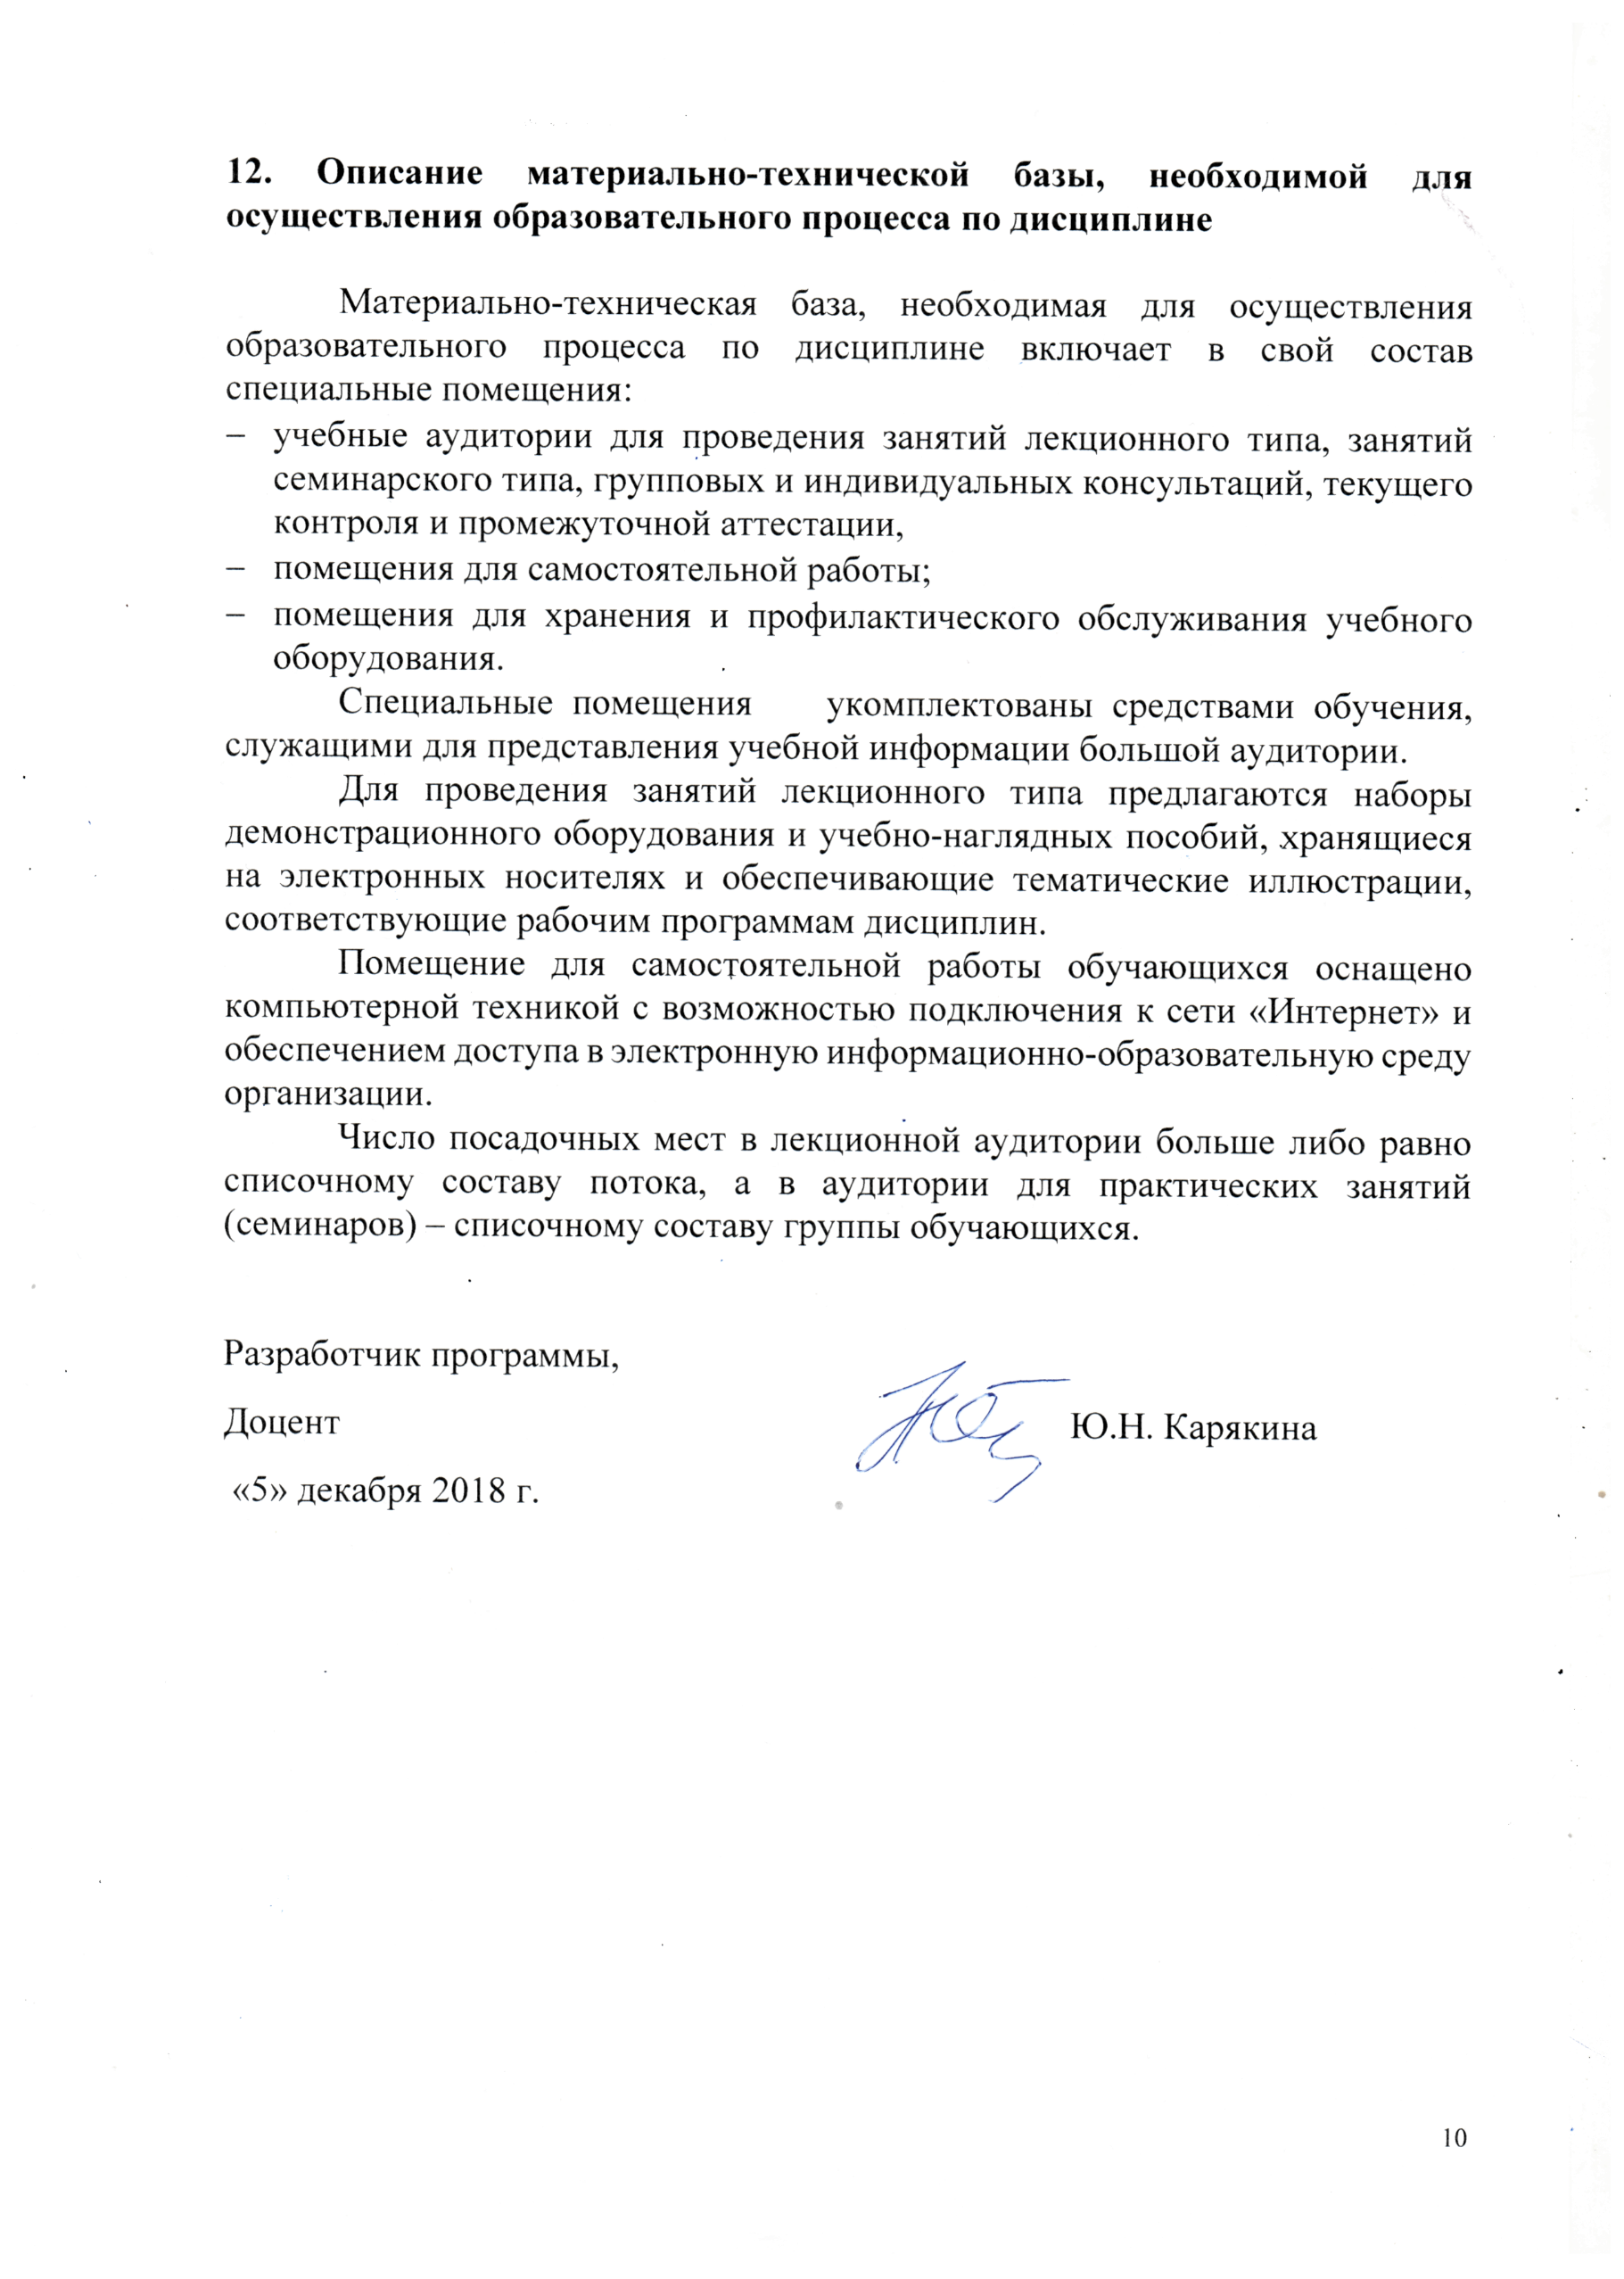 12. Описание материально-технической базы, необходимой для
осуществления образовательного процесса по дисциплине
Материально-техническая база, необходимая для осуществления
образовательного процесса по дисциплине включает в свой состав
специальные помещения:
– учебные аудитории для проведения занятий лекционного типа, занятий
семинарского типа, групповых и индивидуальных консультаций, текущего
контроля и промежуточной аттестации,
– помещения для самостоятельной работы;
– помещения для хранения и профилактического обслуживания учебного
оборудования.
Специальные помещения укомплектованы средствами обучения,
служащими для представления учебной информации большой аудитории.
Для проведения занятий лекционного типа предлагаются наборы
демонстрационного оборудования и учебно-наглядных пособий, хранящиеся
на электронных носителях и обеспечивающие тематические иллюстрации,
соответствующие рабочим программам дисциплин.
Помещение для самостоятельной работы обучающихся оснащено
компьютерной техникой с возможностью подключения к сети «Интернет» и
обеспечением доступа в электронную информационно-образовательную среду
организации.
Число посадочных мест в лекционной аудитории больше либо равно
списочному составу потока, а в аудитории для практических занятий
(семинаров) – списочному составу группы обучающихся.
Разработчик программы,
Доцент Ю.Н. Карякина
«5» декабря 2018 г.
10